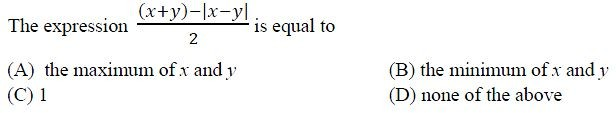 The expression (x+y)−|x−y| / 2 is equal to
(A) the maximum of x and y
(B) the minimum of x and y
(C) 1
(D) none of the above